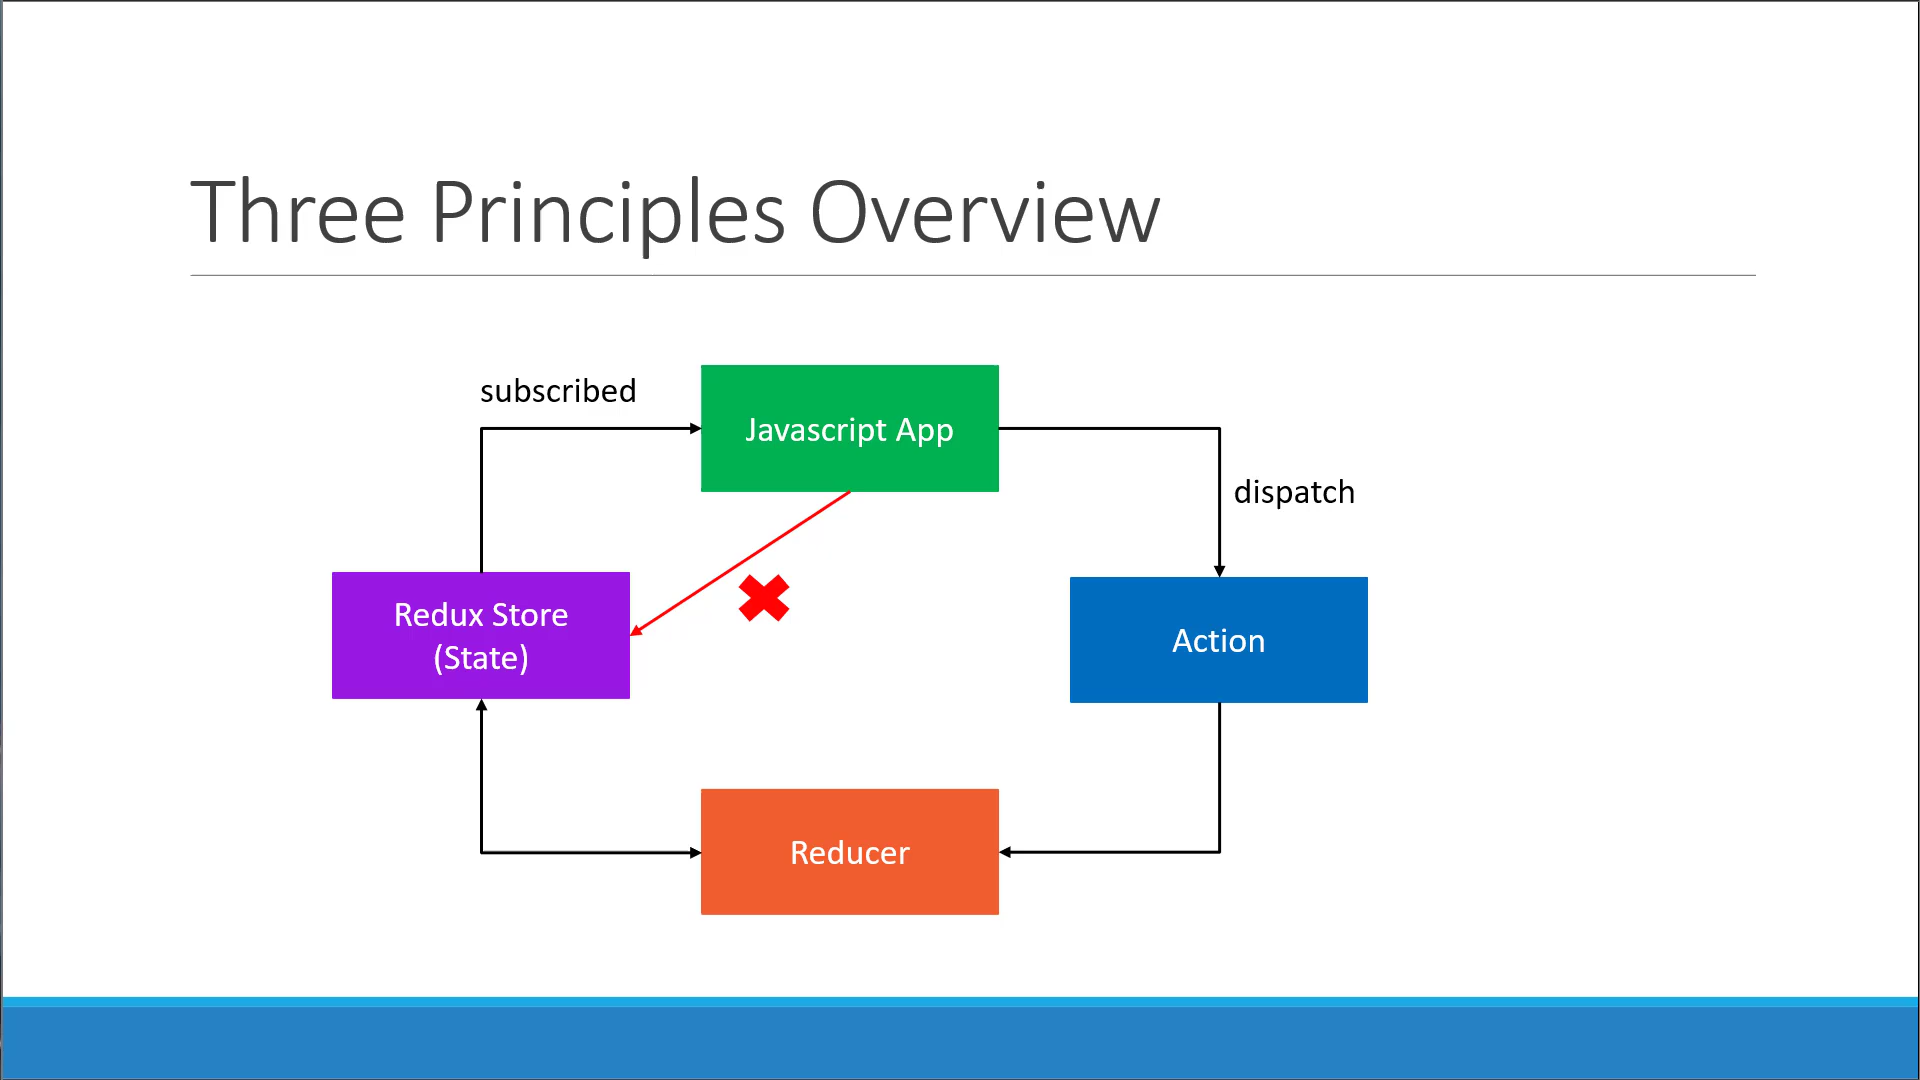 Three Principles Overview
subscribed
Javascript App
dispatch
Redux Store
(State)
Action
Reducer